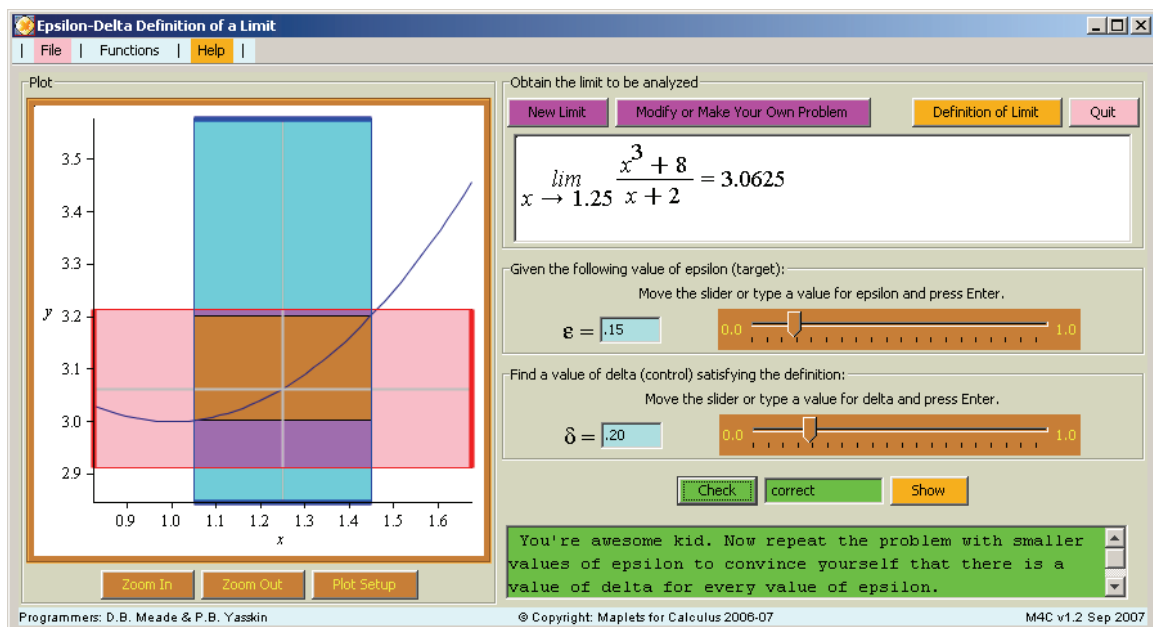 Epsilon-Delta Definition of a Limit
| File | Functions | Help |
Plot
3.5
3.4
3.3
y 3.2
3.1
3.0
2.9
0.9 1.0 1.1 1.2 1.3 1.4 1.5 1.6
x
Zoom In Zoom Out Plot Setup
Obtain the limit to be analyzed
New Limit Modify or Make Your Own Problem Definition of Limit Quit
lim x → 1.25 (x^3 + 8)/(x + 2) = 3.0625
Given the following value of epsilon (target):
Move the slider or type a value for epsilon and press Enter.
ε = .15 0.0 1.0
Find a value of delta (control) satisfying the definition:
Move the slider or type a value for delta and press Enter.
δ = .20 0.0 1.0
Check correct Show
You're awesome kid. Now repeat the problem with smaller
values of epsilon to convince yourself that there is a
value of delta for every value of epsilon.
Programmers: D.B. Meade & P.B. Yasskin © Copyright: Maplets for Calculus 2006-07 M4C v1.2 Sep 2007